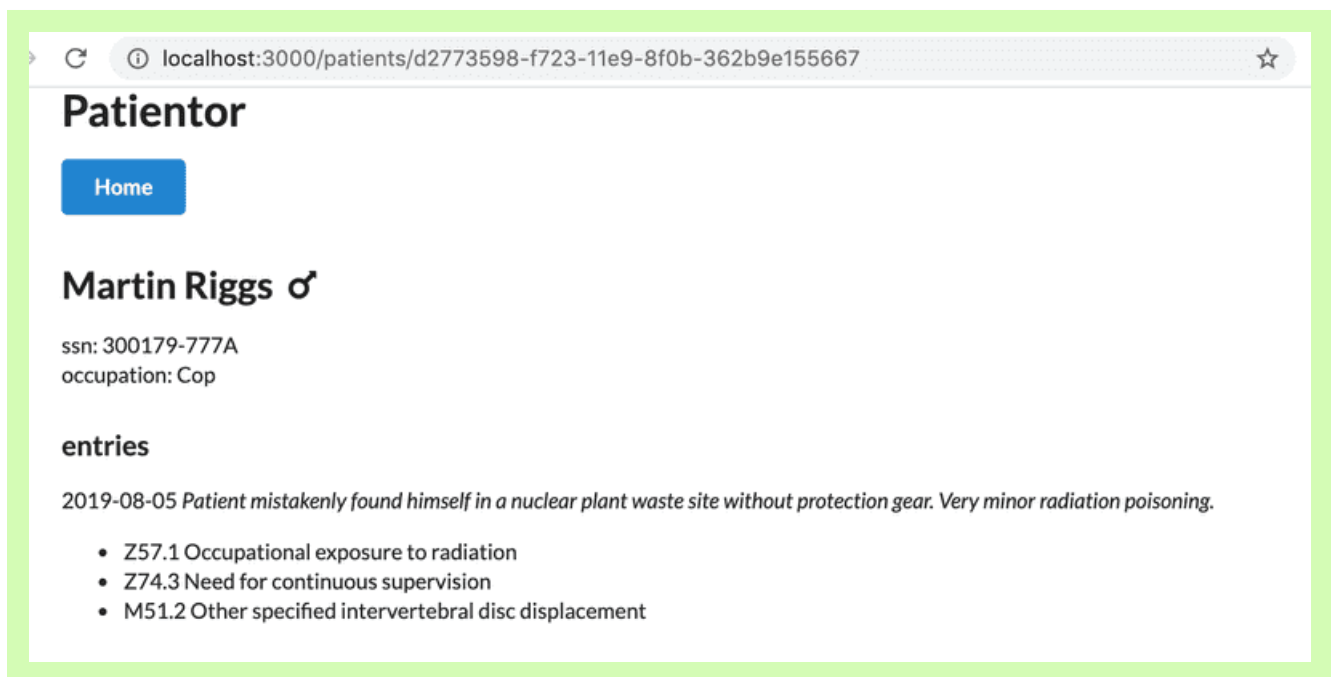 localhost:3000/patients/d2773598-f723-11e9-8f0b-362b9e155667
Patientor
Home
Martin Riggs ♂
ssn: 300179-777A
occupation: Cop
entries
2019-08-05 Patient mistakenly found himself in a nuclear plant waste site without protection gear. Very minor radiation poisoning.
• Z57.1 Occupational exposure to radiation
• Z74.3 Need for continuous supervision
• M51.2 Other specified intervertebral disc displacement